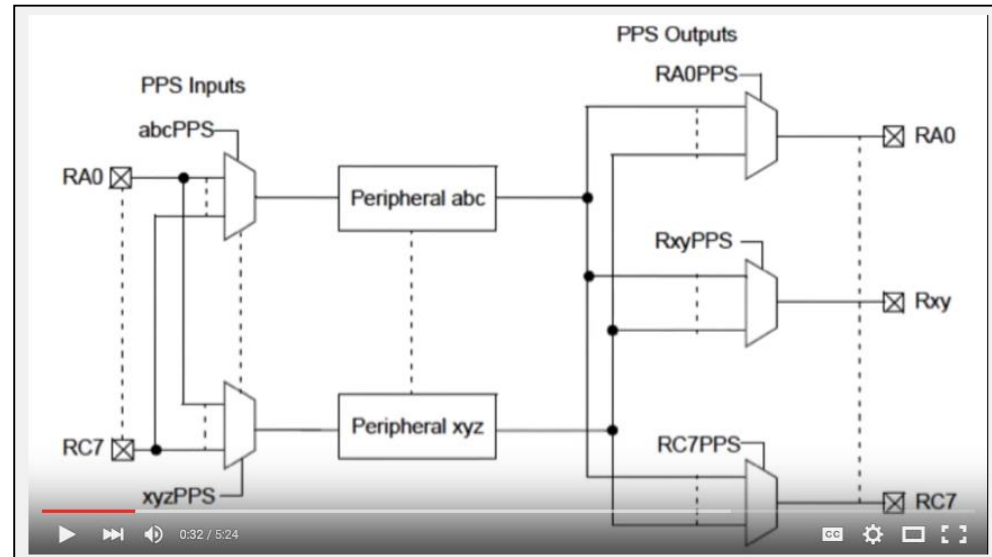 PPS Outputs
RA0PPS
PPS Inputs
abcPPS
RA0
RA0
Peripheral abc
RxyPPS
Rxy
Peripheral xyz
RC7
RC7PPS
xyzPPS
RC7
0:32 / 5:24
CC